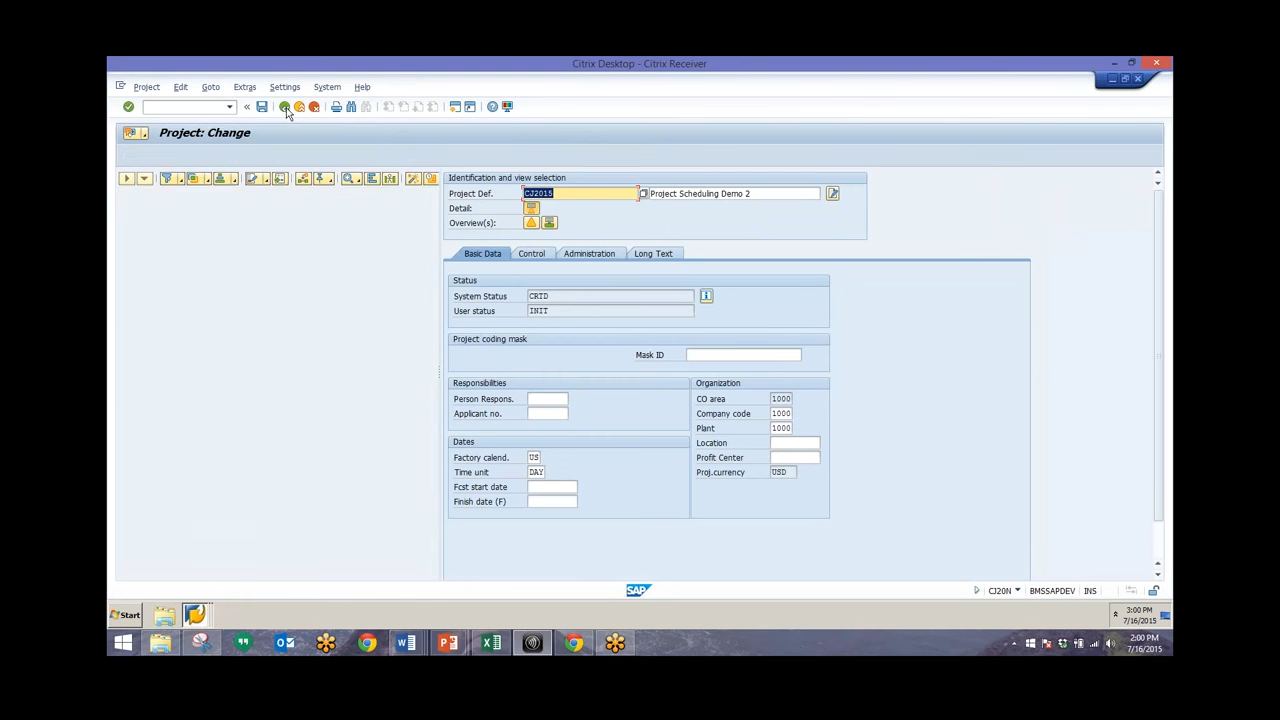 Citrix Desktop - Citrix Receiver
Project Edit Goto Extras Settings System Help
Project: Change
Identification and view selection
Project Def. CJ2015 Project Scheduling Demo 2
Detail:
Overview(s):
Basic Data Control Administration Long Text
Status
System Status CRTD
User status INIT
Project coding mask
Mask ID
Responsibilities
Person Respons.
Applicant no.
Organization
CO area 1000
Company code 1000
Plant 1000
Location
Profit Center
Proj.currency USD
Dates
Factory calend. US
Time unit DAY
Fcst start date
Finish date (F)
SAP
CJ20N BMSSAPDEV INS
Start
3:00 PM
7/16/2015
2:00 PM
7/16/2015